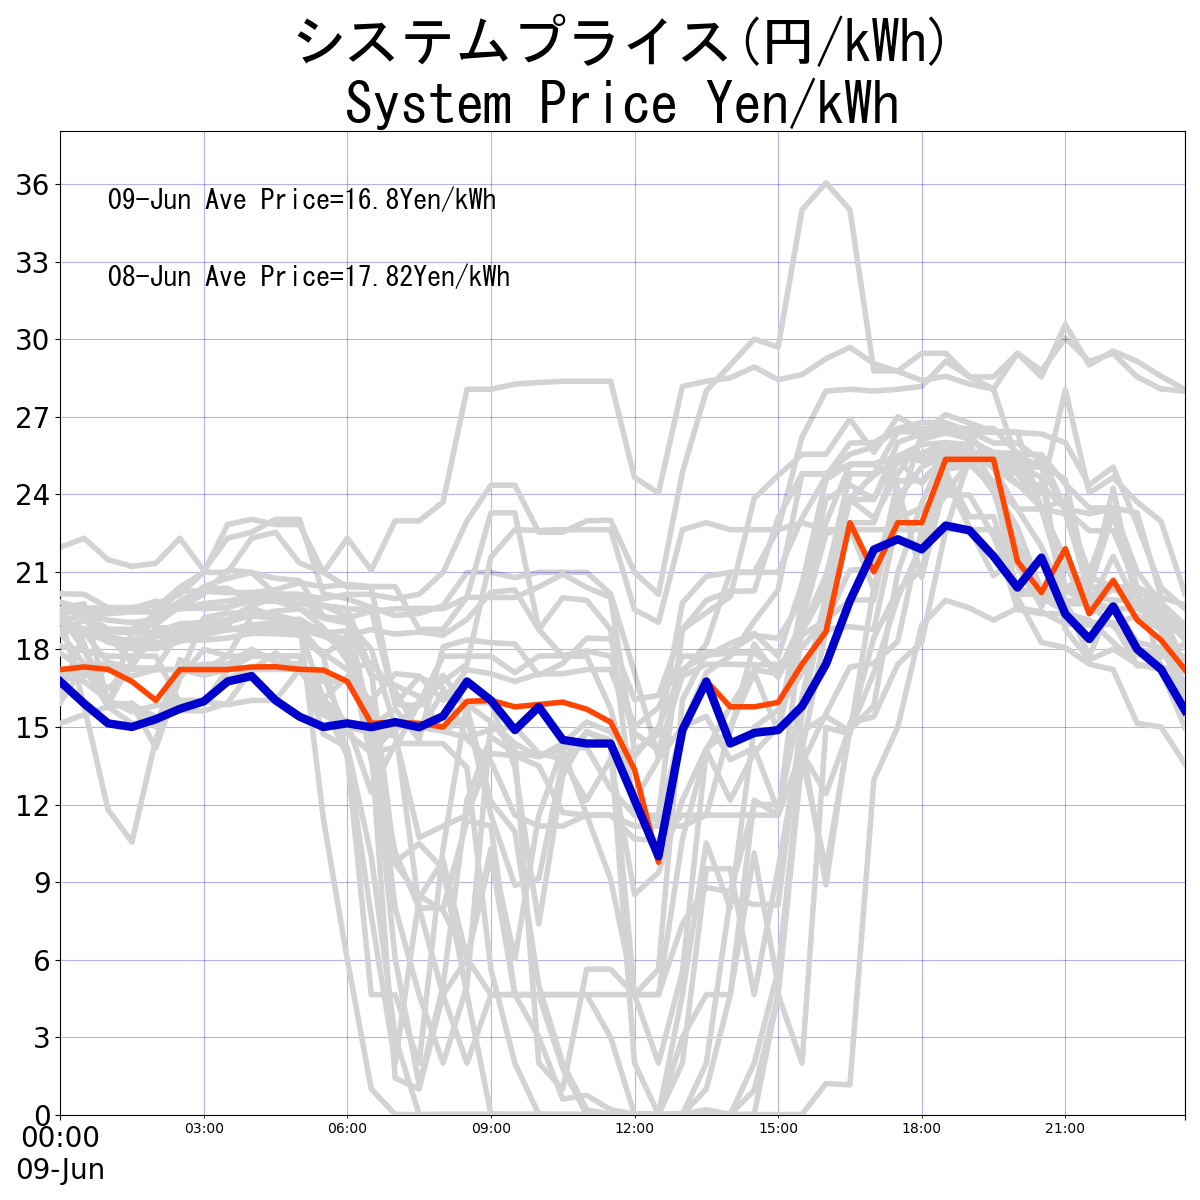 システムプライス(円/kWh)
System Price Yen/kWh
09-Jun Ave Price=16.8Yen/kWh
08-Jun Ave Price=17.82Yen/kWh
36
33
30
27
24
21
18
15
12
9
6
3
0
00:00 03:00 06:00 09:00 12:00 15:00 18:00 21:00
09-Jun